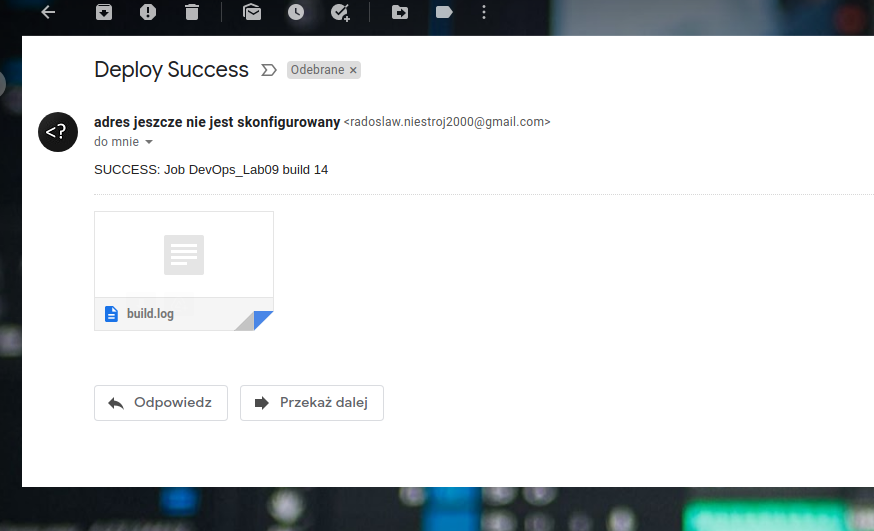 Deploy Success Odebrane ×
<? adres jeszcze nie jest skonfigurowany <radoslaw.niestroj2000@gmail.com>
do mnie
SUCCESS: Job DevOps_Lab09 build 14
build.log
Odpowiedz Przekaż dalej